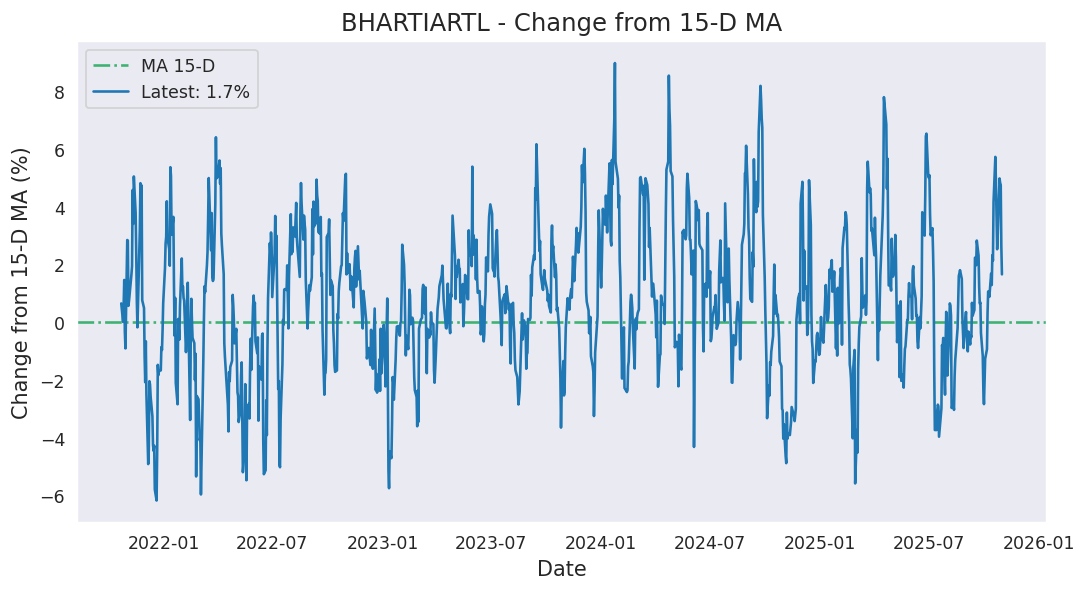 BHARTIARTL - Change from 15-D MA
MA 15-D
Latest: 1.7%
Change from 15-D MA (%)
8
6
4
2
0
−2
−4
−6
2022-01 2022-07 2023-01 2023-07 2024-01 2024-07 2025-01 2025-07 2026-01
Date